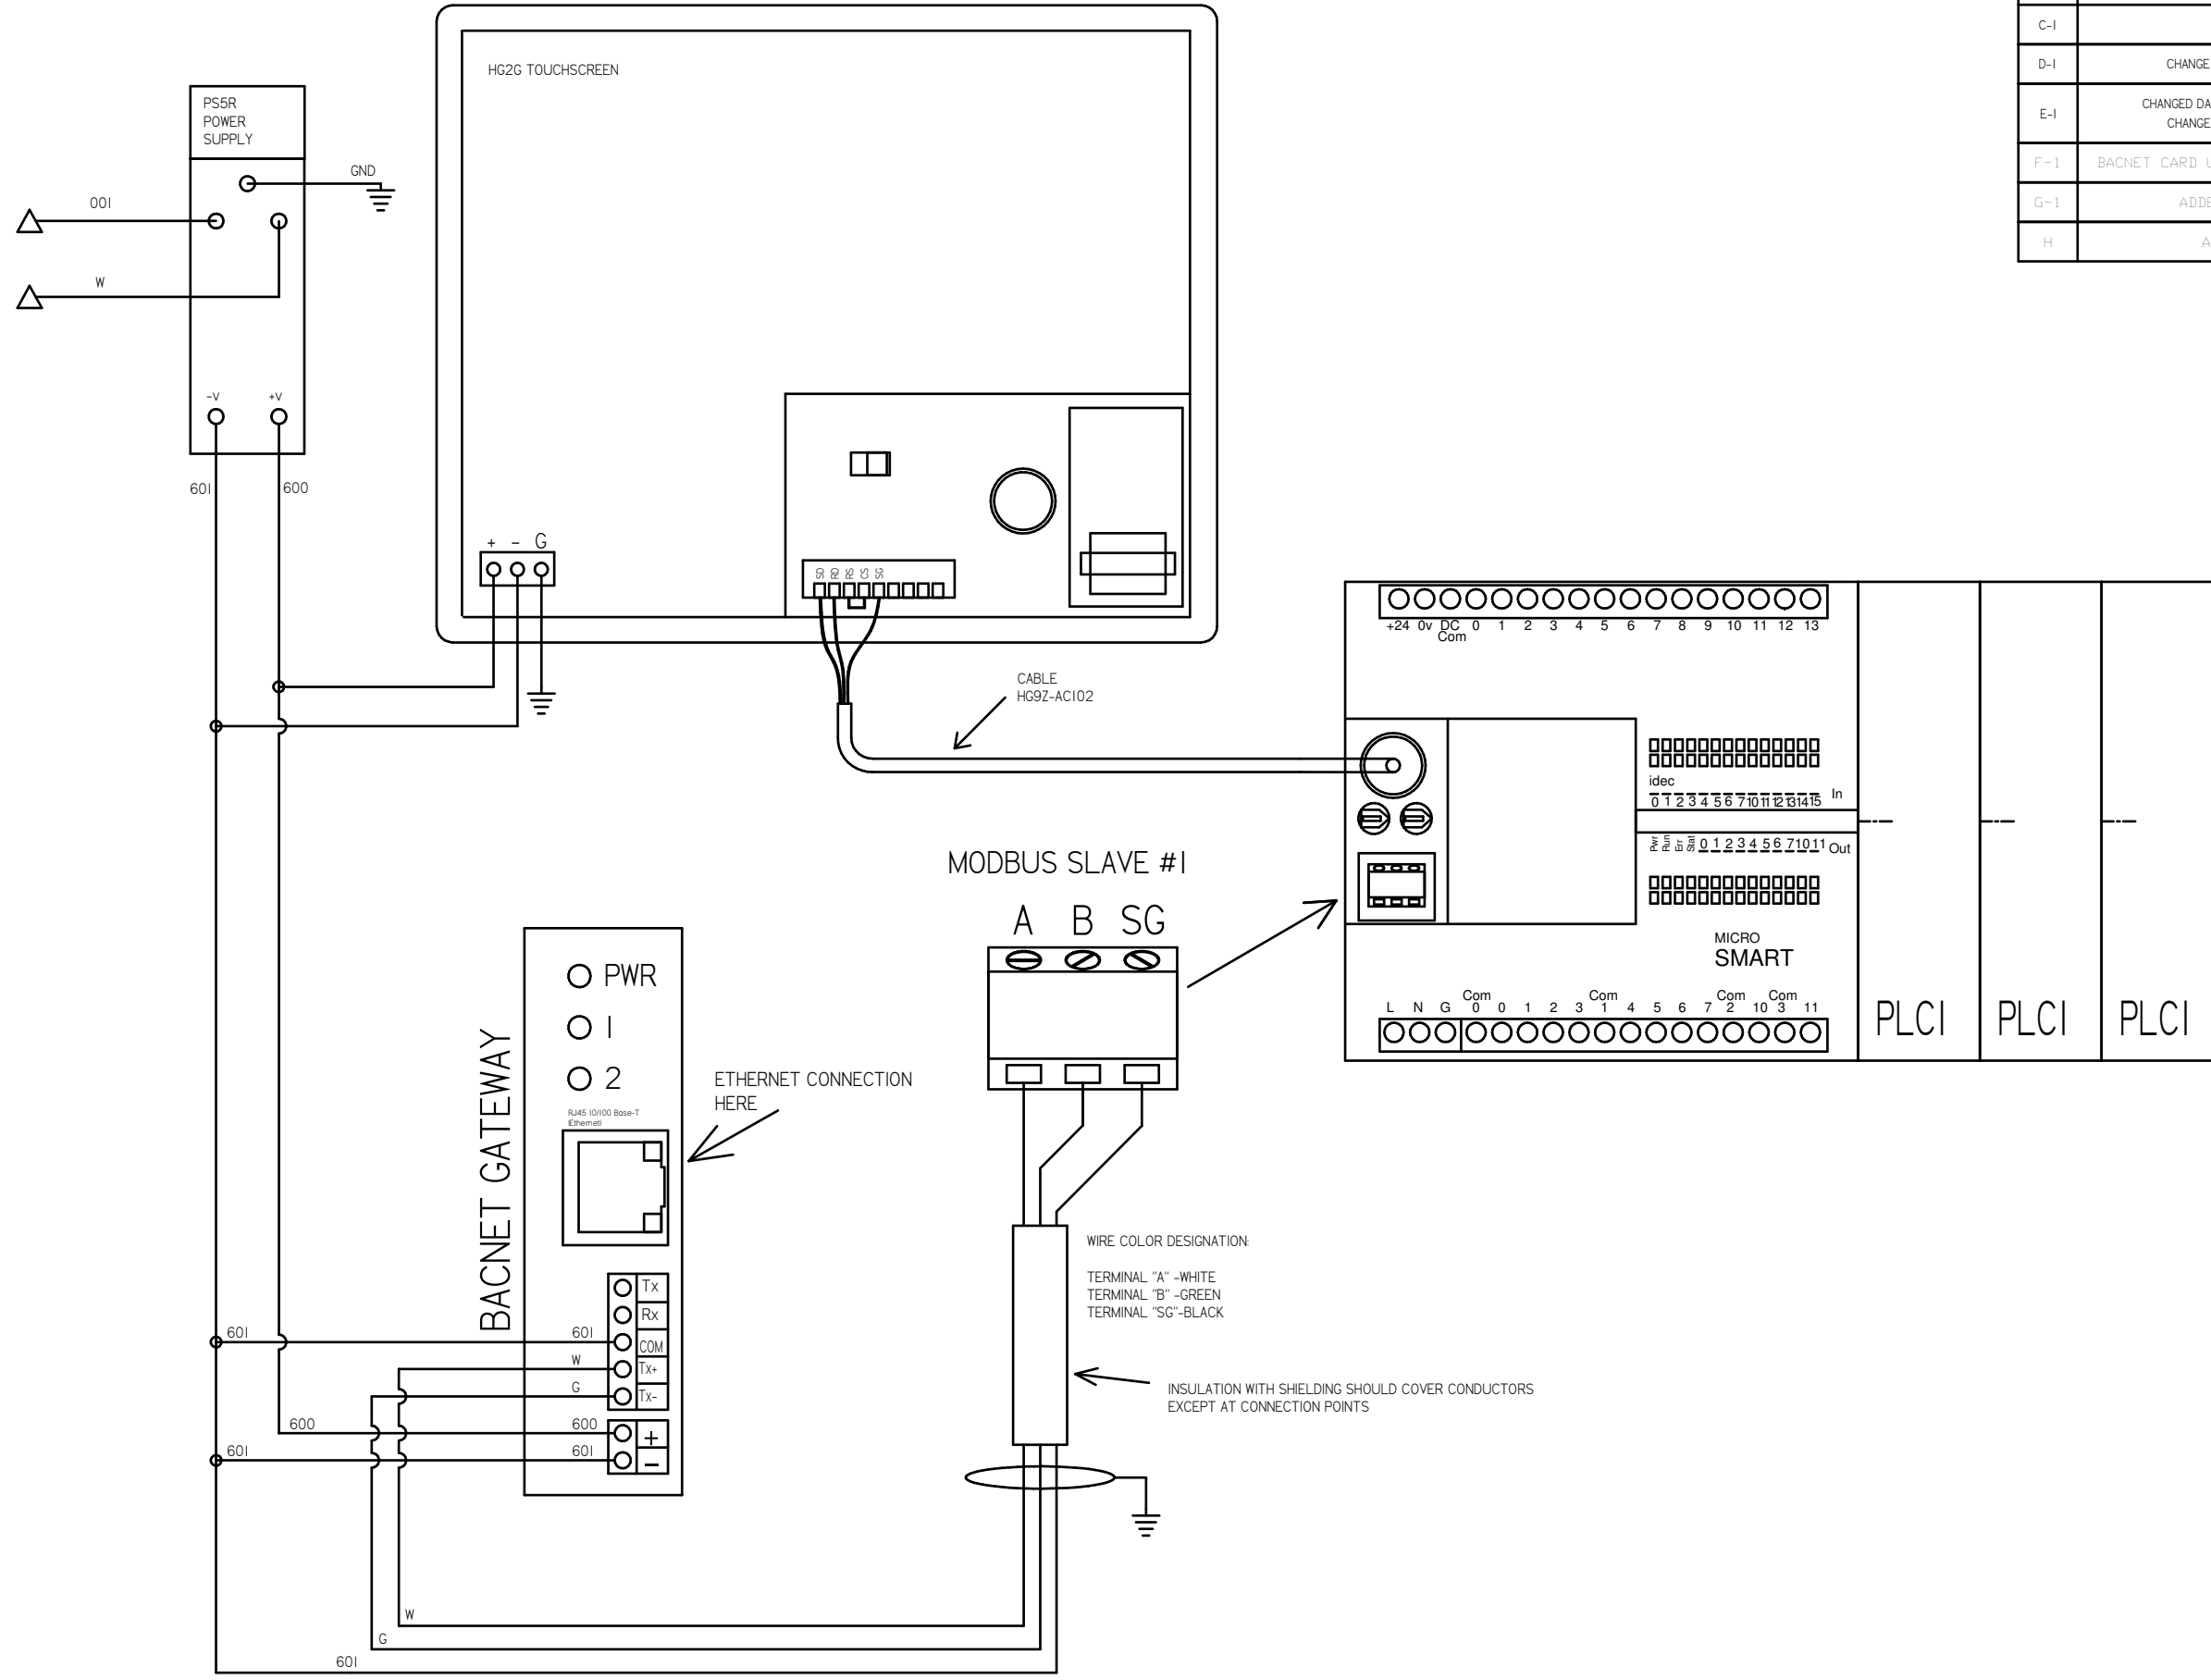 C-1
D-1
CHANGE
E-1
CHANGED DA
CHANGE
F-1
BACNET CARD
G-1
ADDE
H
A
HG2G TOUCHSCREEN
PS5R
POWER
SUPPLY
GND
001
W
-V
+V
601
600
+ - G
SD RD RS CS SG
CABLE
HG9Z-AC102
+24 0v DC Com 0 1 2 3 4 5 6 7 8 9 10 11 12 13
idec
0 1 2 3 4 5 6 7 10 11 12 13 14 15 In
Pwr Run Err Stat 0 1 2 3 4 5 6 7 10 11 Out
MICRO
SMART
L N G Com 0 0 1 2 3 Com 1 4 5 6 7 Com 2 10 Com 3 11
PLC1
PLC1
PLC1
MODBUS SLAVE #1
A B SG
BACNET GATEWAY
PWR
1
2
RJ45 10/100 Base-T
(Ethernet)
ETHERNET CONNECTION
HERE
Tx
Rx
COM
Tx+
Tx-
+
-
601
601
W
G
600
600
601
601
WIRE COLOR DESIGNATION:
TERMINAL "A" -WHITE
TERMINAL "B" -GREEN
TERMINAL "SG"-BLACK
INSULATION WITH SHIELDING SHOULD COVER CONDUCTORS
EXCEPT AT CONNECTION POINTS
W
G
601